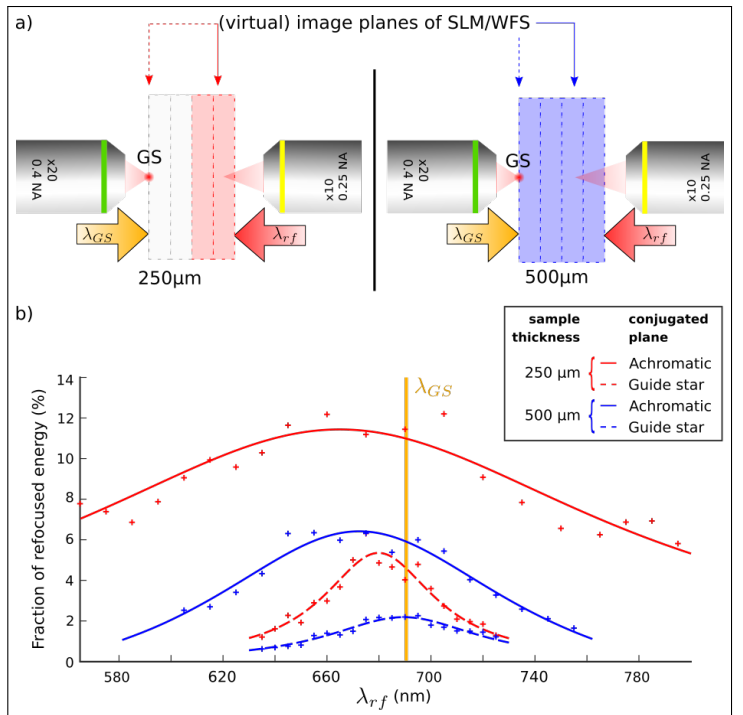 a)
(virtual) image planes of SLM/WFS
x20
0.4 NA
GS
x10
0.25 NA
λGS
λrf
250µm
x20
0.4 NA
GS
x10
0.25 NA
λGS
λrf
500µm
b)
sample thickness
conjugated plane
250 µm
Achromatic
Guide star
500 µm
Achromatic
Guide star
λGS
Fraction of refocused energy (%)
14
12
10
8
6
4
2
0
580
620
660
700
740
780
λrf (nm)